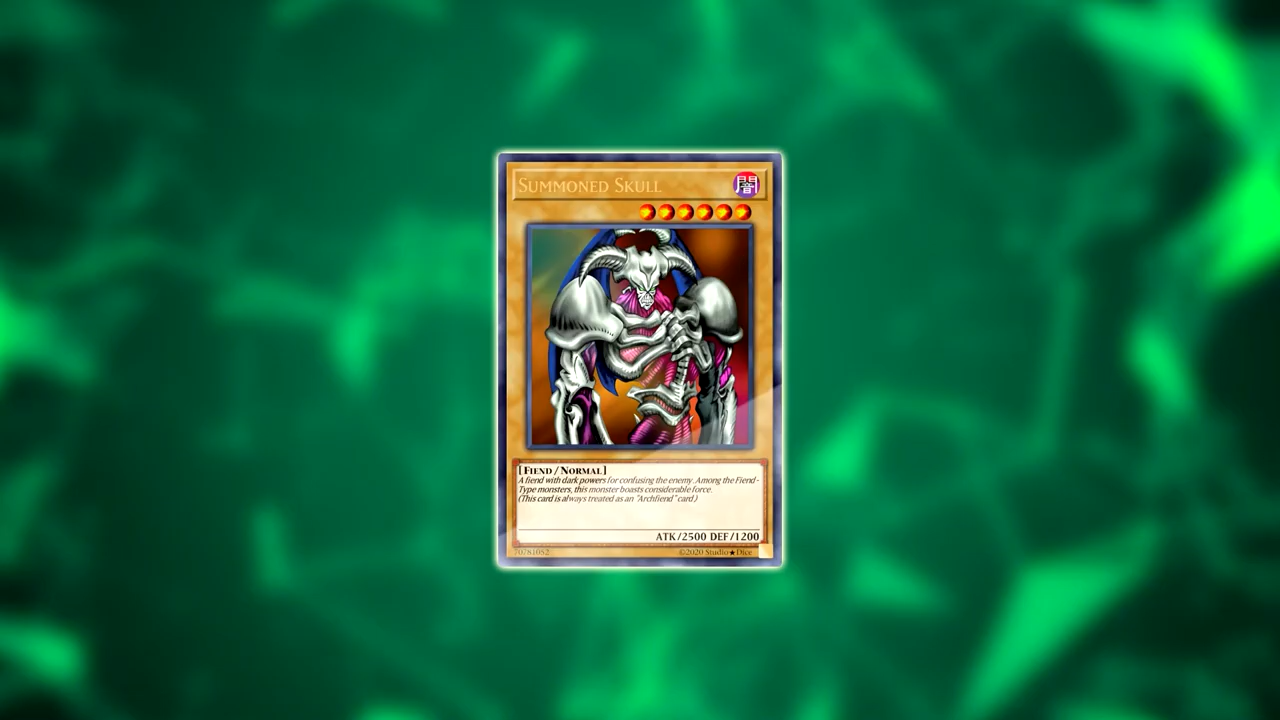 SUMMONED SKULL
闇
[FIEND / NORMAL]
A fiend with dark powers for confusing the enemy. Among the Fiend-
Type monsters, this monster boasts considerable force.
(This card is always treated as an "Archfiend" card.)
ATK/2500 DEF/1200
70781052
©2020 Studio★Dice